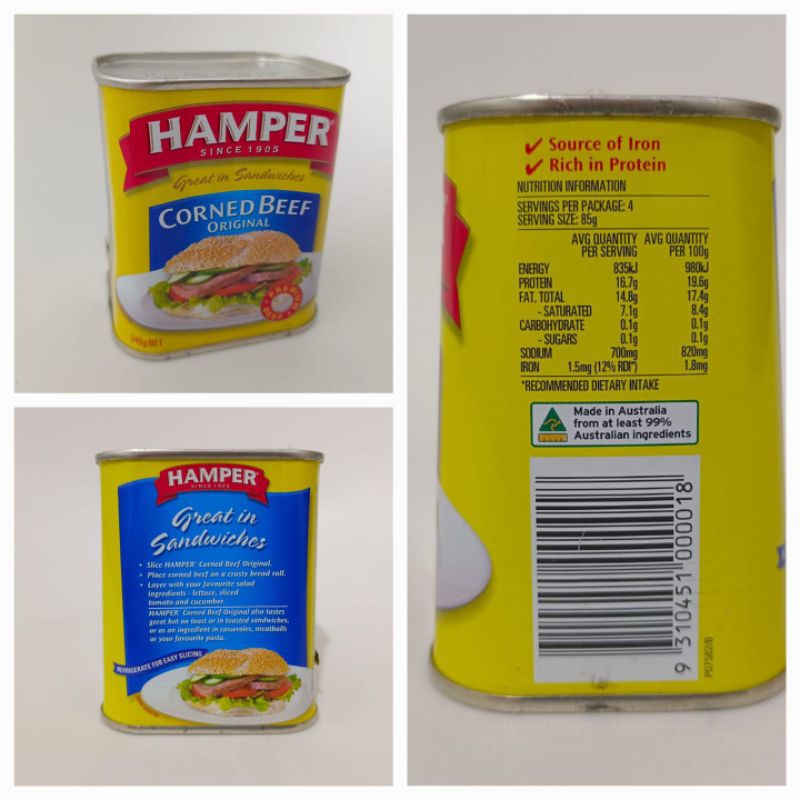 HAMPER
SINCE 1905
Great in Sandwiches
CORNED BEEF
ORIGINAL
PREMIUM
BEEF
340g NET
HAMPER
SINCE 1905
Great in
Sandwiches
• Slice HAMPER Corned Beef Original.
• Place corned beef on a crusty bread roll.
• Layer with your favourite salad
ingredients - lettuce, sliced
tomato and cucumber.
HAMPER Corned Beef Original also tastes
great hot on toast or in toasted sandwiches,
or as an ingredient in casseroles, meatballs
or your favourite pasta.
REFRIGERATE FOR EASY SLICING
✓ Source of Iron
✓ Rich in Protein
NUTRITION INFORMATION
SERVINGS PER PACKAGE: 4
SERVING SIZE: 85g
AVG QUANTITY AVG QUANTITY
PER SERVING PER 100g
ENERGY 835kJ 980kJ
PROTEIN 16.7g 19.6g
FAT, TOTAL 14.8g 17.4g
- SATURATED 7.1g 8.4g
CARBOHYDRATE 0.1g 0.1g
- SUGARS 0.1g 0.1g
SODIUM 700mg 820mg
IRON 1.5mg (12% RDI*) 1.8mg
*RECOMMENDED DIETARY INTAKE
Made in Australia
from at least 99%
Australian ingredients
9 310451 000018
P07582/B